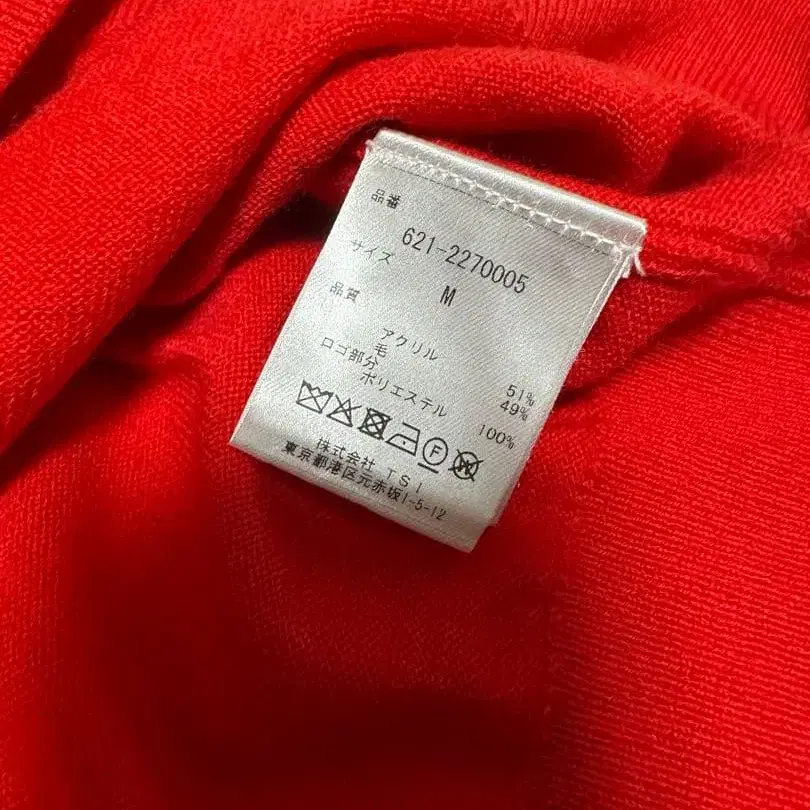 品番
621-2270005
サイズ
M
品質
アクリル 51%
毛 49%
ロゴ部分
ポリエステル 100%
F
W
株式会社 TSI
東京都港区元赤坂1-5-12